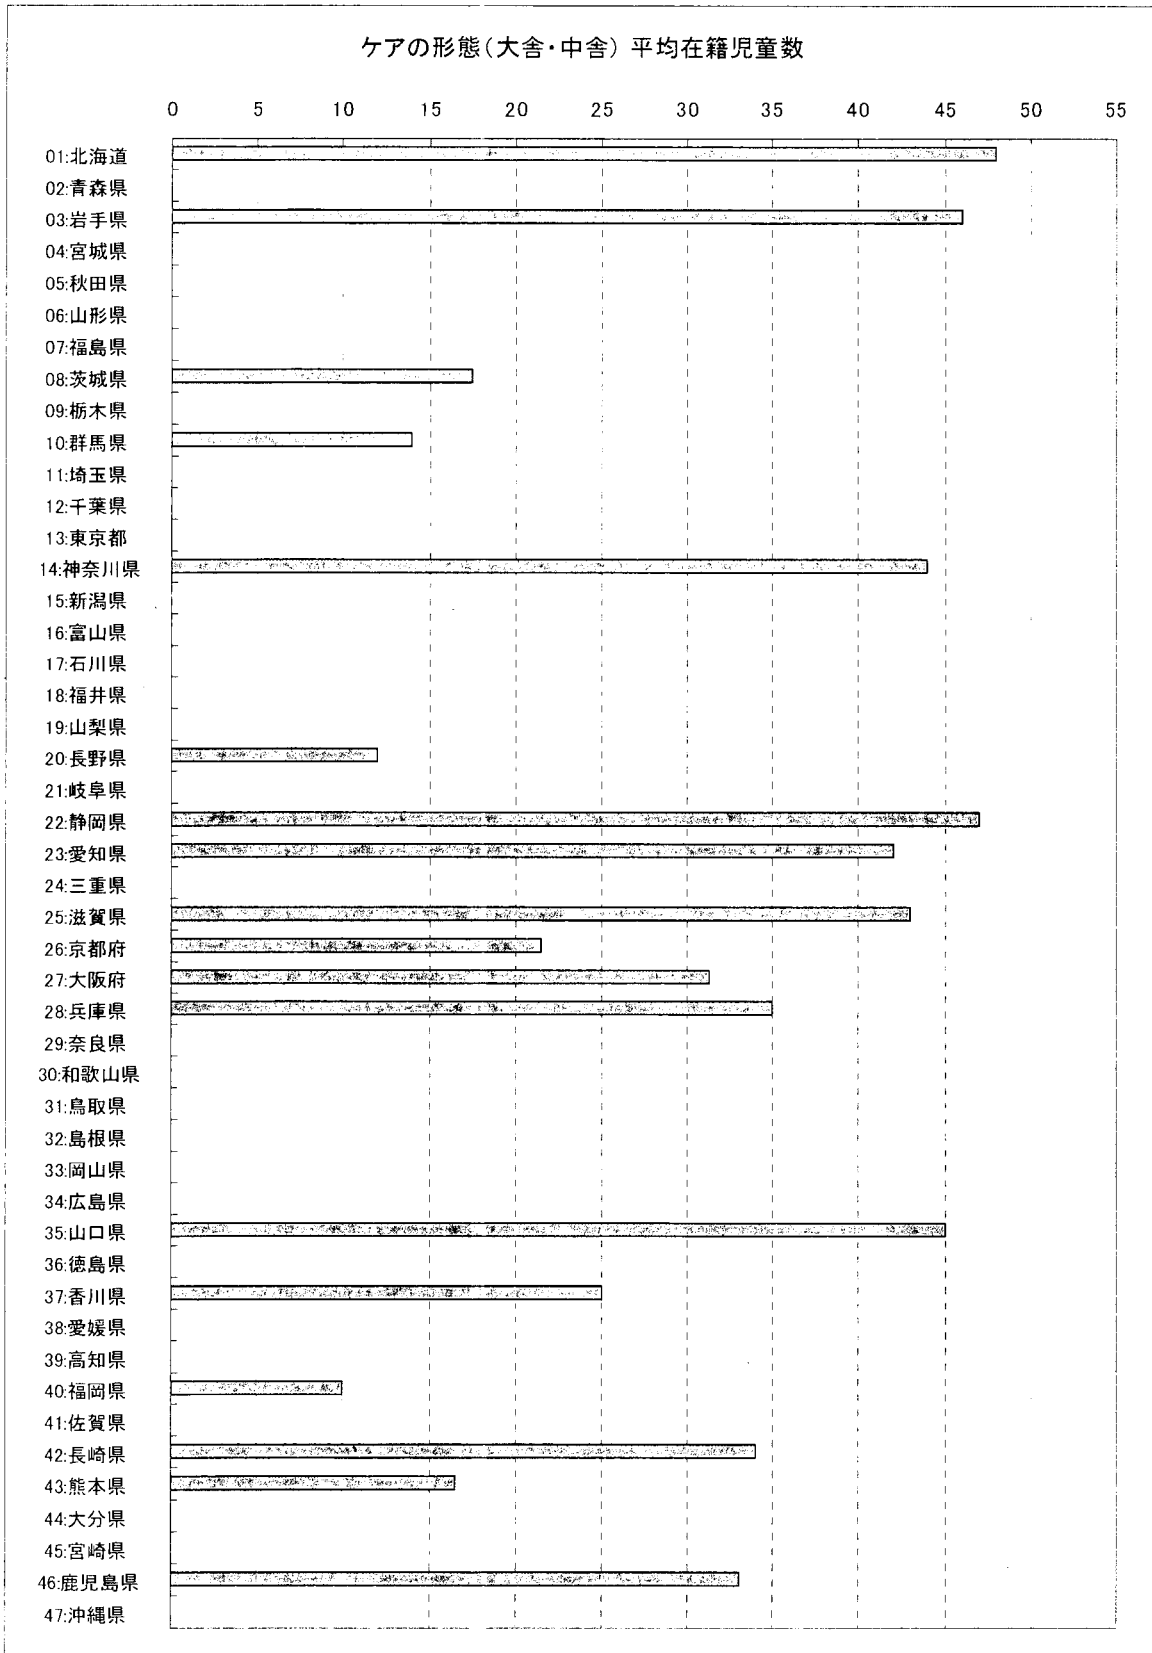 ケアの形態(大舎・中舎) 平均在籍児童数
0 5 10 15 20 25 30 35 40 45 50 55
01:北海道
02:青森県
03:岩手県
04:宮城県
05:秋田県
06:山形県
07:福島県
08:茨城県
09:栃木県
10:群馬県
11:埼玉県
12:千葉県
13:東京都
14:神奈川県
15:新潟県
16:富山県
17:石川県
18:福井県
19:山梨県
20:長野県
21:岐阜県
22:静岡県
23:愛知県
24:三重県
25:滋賀県
26:京都府
27:大阪府
28:兵庫県
29:奈良県
30:和歌山県
31:鳥取県
32:島根県
33:岡山県
34:広島県
35:山口県
36:徳島県
37:香川県
38:愛媛県
39:高知県
40:福岡県
41:佐賀県
42:長崎県
43:熊本県
44:大分県
45:宮崎県
46:鹿児島県
47:沖縄県